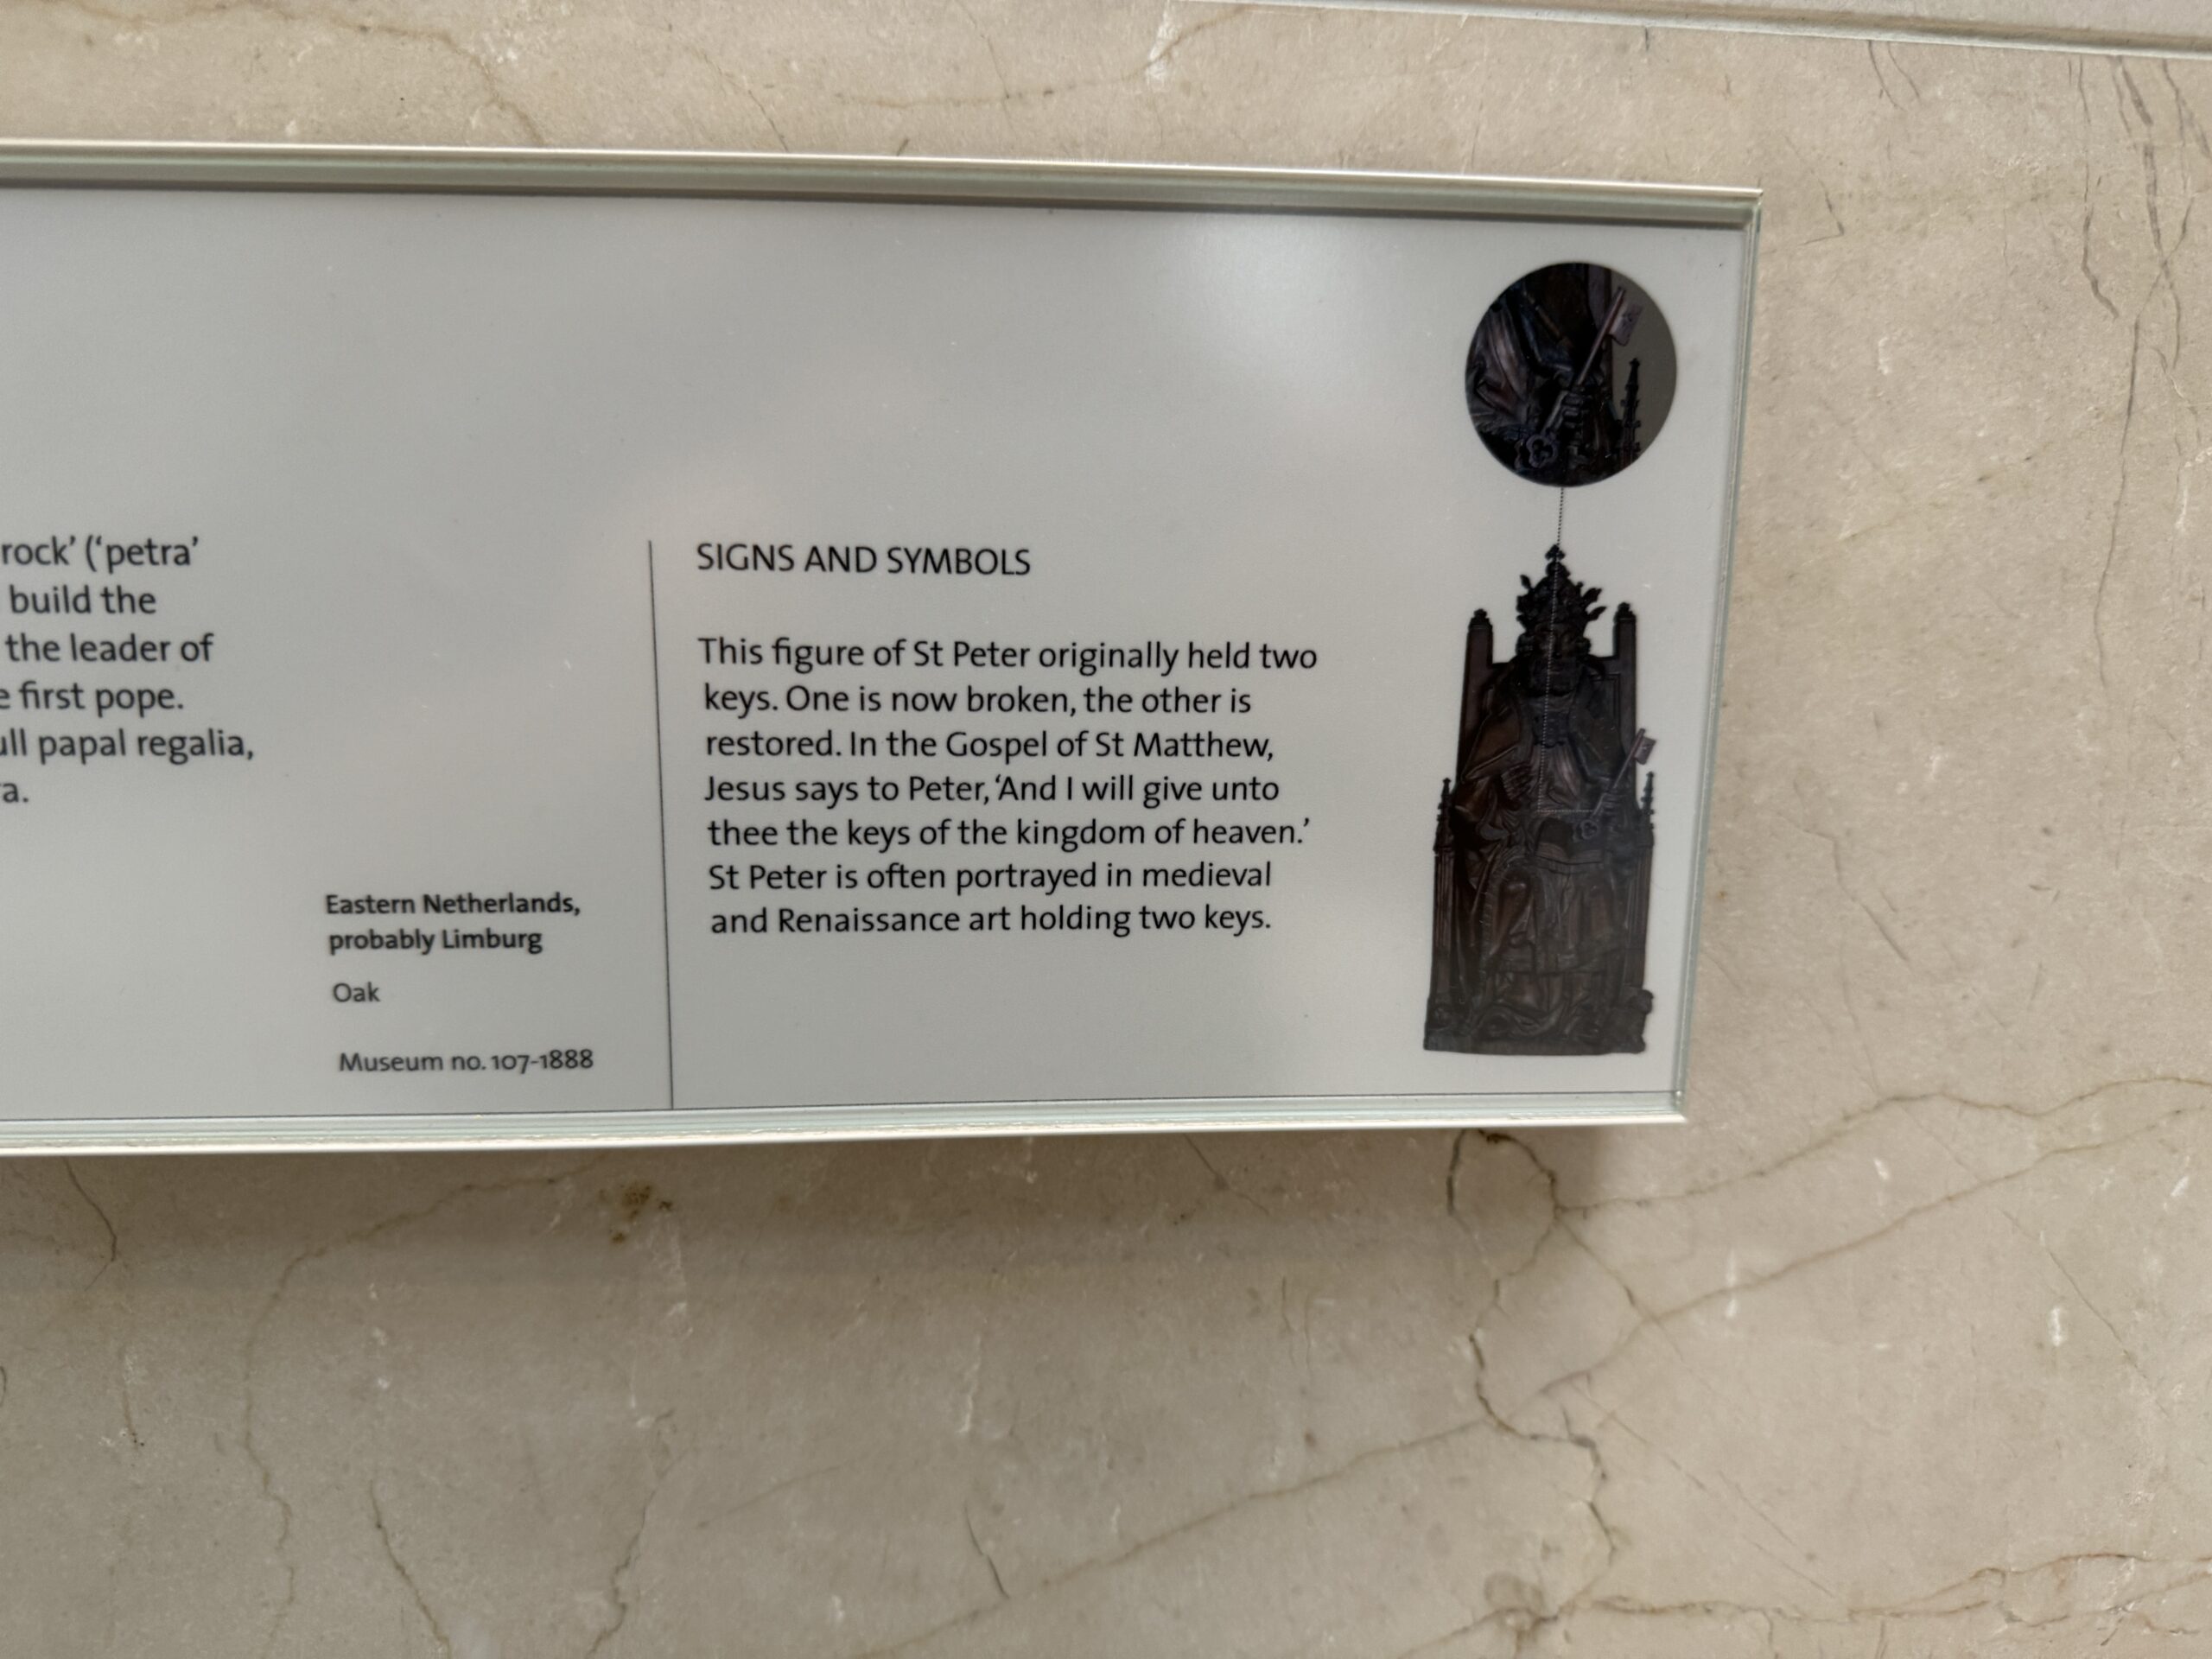 rock’ (‘petra’
build the
the leader of
first pope.
papal regalia,
Eastern Netherlands,
probably Limburg
Oak
Museum no. 107-1888
SIGNS AND SYMBOLS
This figure of St Peter originally held two
keys. One is now broken, the other is
restored. In the Gospel of St Matthew,
Jesus says to Peter, ‘And I will give unto
thee the keys of the kingdom of heaven.’
St Peter is often portrayed in medieval
and Renaissance art holding two keys.